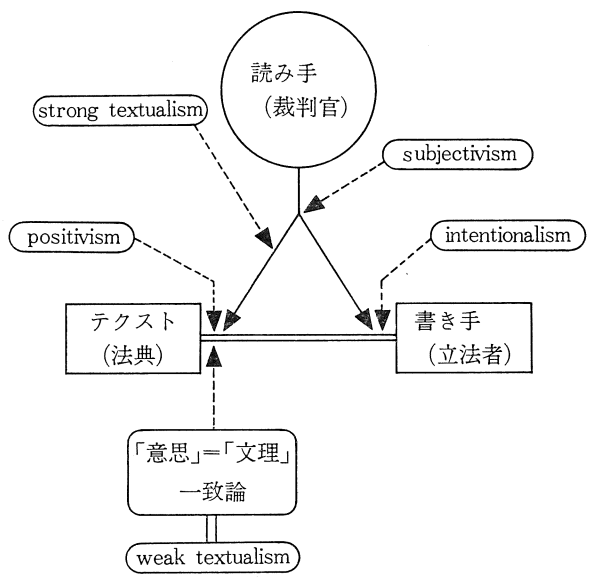 読み手
（裁判官）
strong textualism
subjectivism
positivism
intentionalism
テクスト
（法典）
書き手
（立法者）
「意思」＝「文理」
一致論
weak textualism